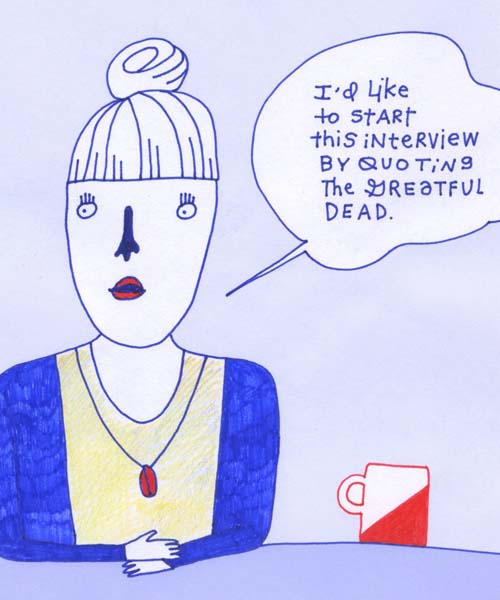 I'd like
to start
this interview
by quoting
the Greatful
Dead.